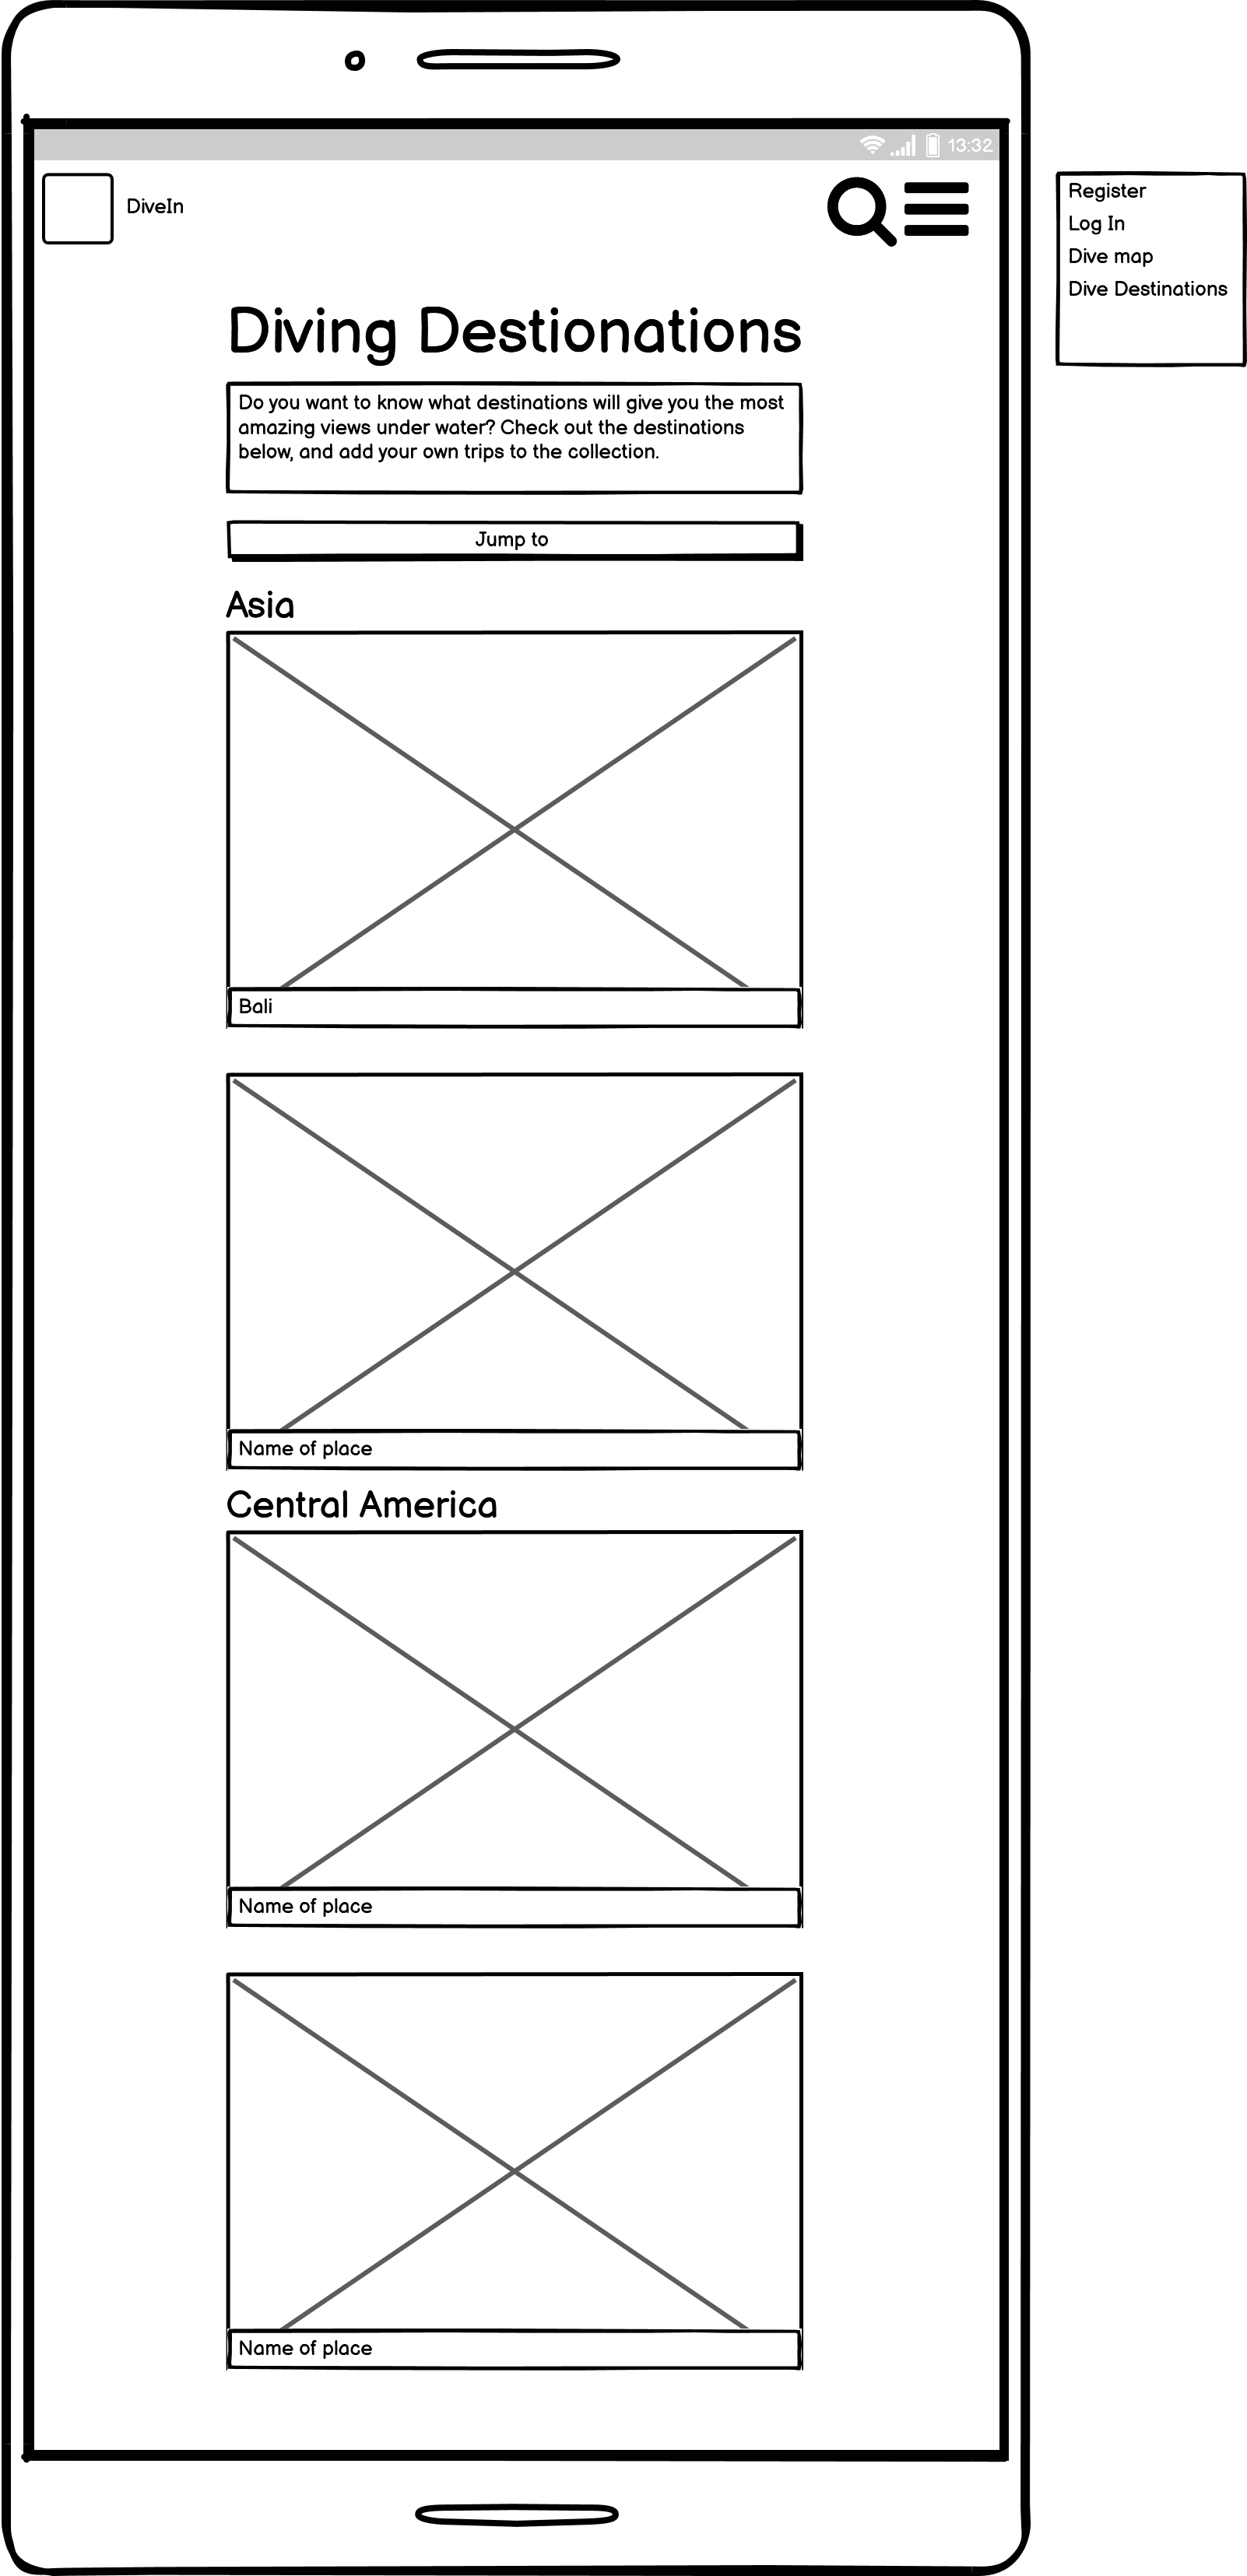 13:32
DiveIn
Register
Log In
Dive map
Dive Destinations
Diving Destionations
Do you want to know what destinations will give you the most
amazing views under water? Check out the destinations
below, and add your own trips to the collection.
Jump to
Asia
Bali
Name of place
Central America
Name of place
Name of place